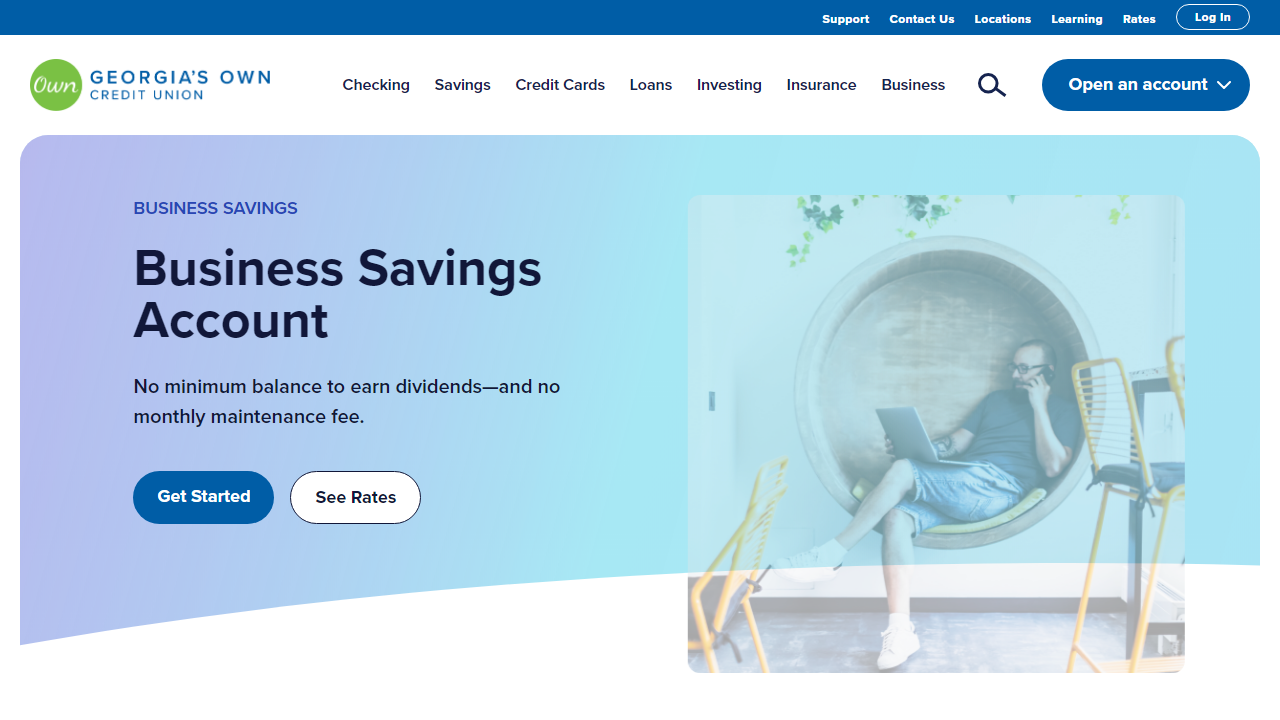 Support Contact Us Locations Learning Rates Log In
Own GEORGIA'S OWN
CREDIT UNION
Checking Savings Credit Cards Loans Investing Insurance Business Open an account
BUSINESS SAVINGS
Business Savings
Account
No minimum balance to earn dividends—and no
monthly maintenance fee.
Get Started See Rates